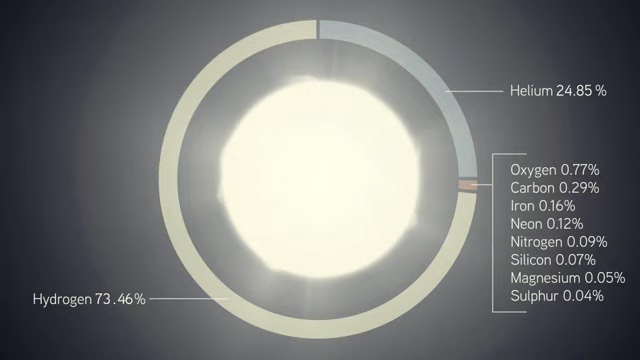 Helium 24.85 %
Oxygen 0.77%
Carbon 0.29%
Iron 0.16%
Neon 0.12%
Nitrogen 0.09%
Silicon 0.07%
Magnesium 0.05%
Sulphur 0.04%
Hydrogen 73.46%